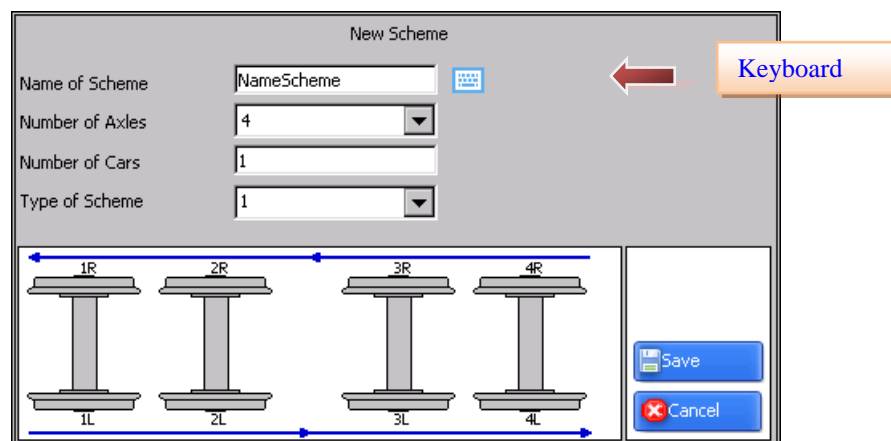 New Scheme
Keyboard
Name of Scheme NameScheme
Number of Axles 4
Number of Cars 1
Type of Scheme 1
1R 2R 3R 4R
1L 2L 3L 4L
Save
Cancel